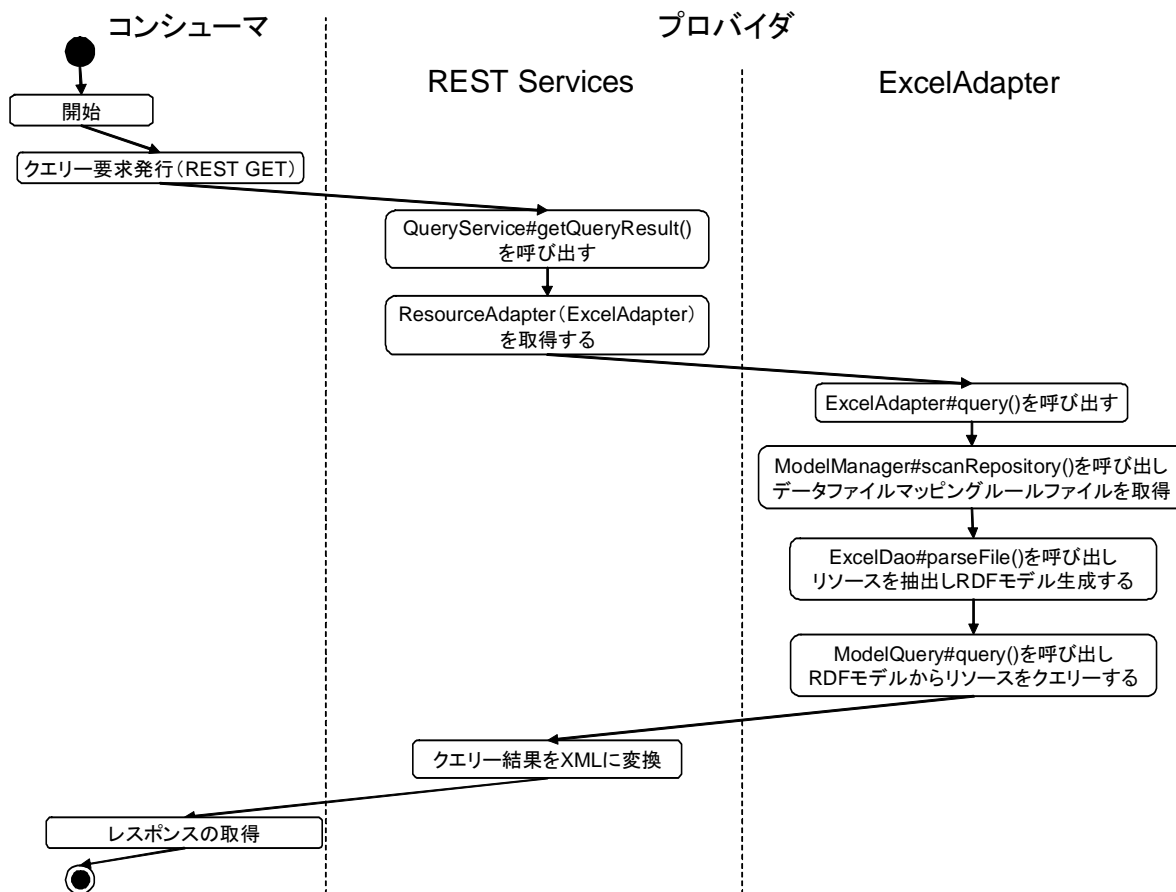 コンシューマ
プロバイダ
REST Services
ExcelAdapter
開始
クエリー要求発行（REST GET）
QueryService#getQueryResult()
を呼び出す
ResourceAdapter（ExcelAdapter）
を取得する
ExcelAdapter#query()を呼び出す
ModelManager#scanRepository()を呼び出し
データファイルマッピングルールファイルを取得
ExcelDao#parseFile()を呼び出し
リソースを抽出しRDFモデル生成する
ModelQuery#query()を呼び出し
RDFモデルからリソースをクエリーする
クエリー結果をXMLに変換
レスポンスの取得